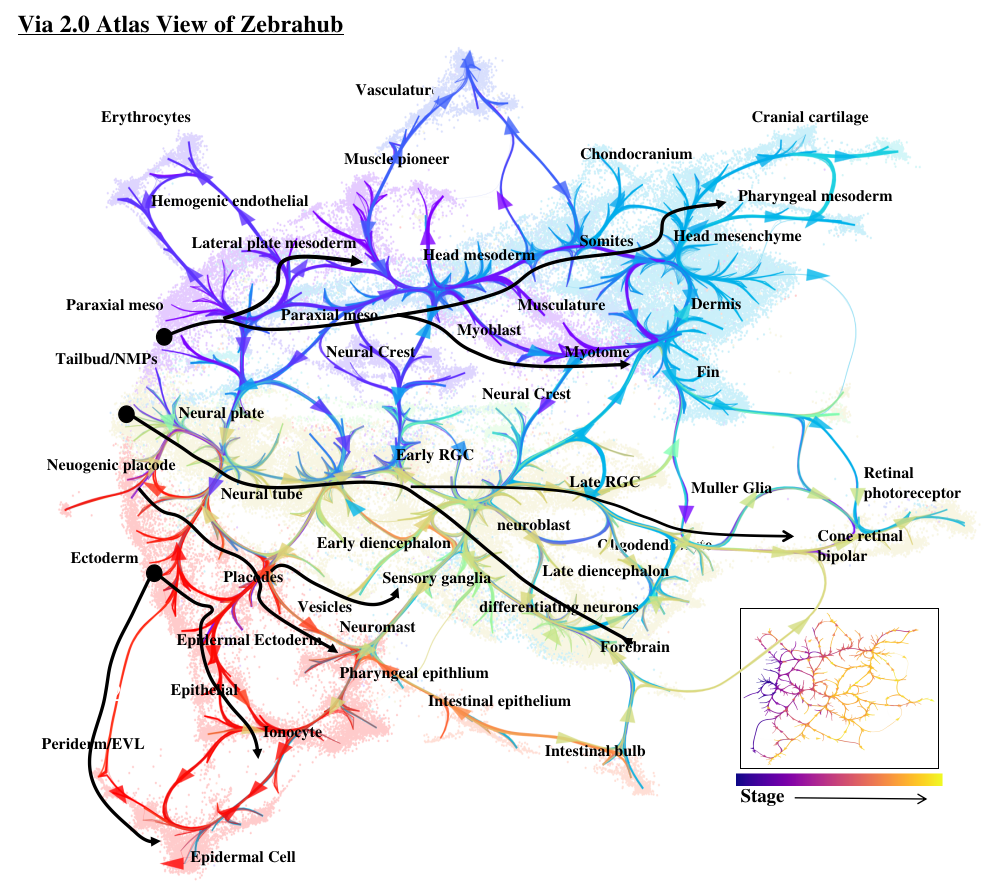 Via 2.0 Atlas View of Zebrahub
Vasculature
Erythrocytes
Cranial cartilage
Muscle pioneer
Chondocranium
Hemogenic endothelial
Pharyngeal mesoderm
Lateral plate mesoderm
Head mesoderm
Somites
Head mesenchyme
Paraxial meso
Paraxial meso
Musculature
Dermis
Myoblast
Tailbud/NMPs
Neural Crest
Myotome
Fin
Neural Crest
Neural plate
Early RGC
Neuogenic placode
Neural tube
Late RGC
Muller Glia
Retinal
photoreceptor
neuroblast
Early diencephalon
Cone retinal
bipolar
Ectoderm
Placodes
Sensory ganglia
Late diencephalon
Vesicles
differentiating neurons
Neuromast
Epidermal Ectoderm
Forebrain
Pharyngeal epithlium
Epithelial
Intestinal epithelium
Ionocyte
Periderm/EVL
Intestinal bulb
Stage
Epidermal Cell